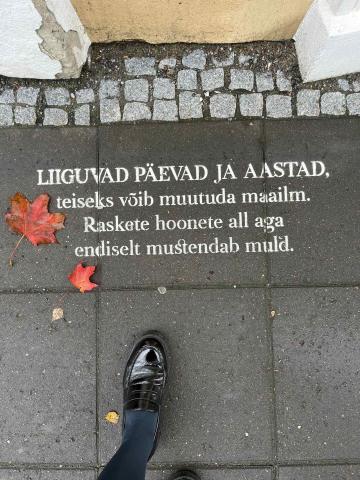 LIIGUVAD PÄEVAD JA AASTAD,
teiseks võib muutuda maailm.
Raskete hoonete all aga
endiselt mustendab muld.